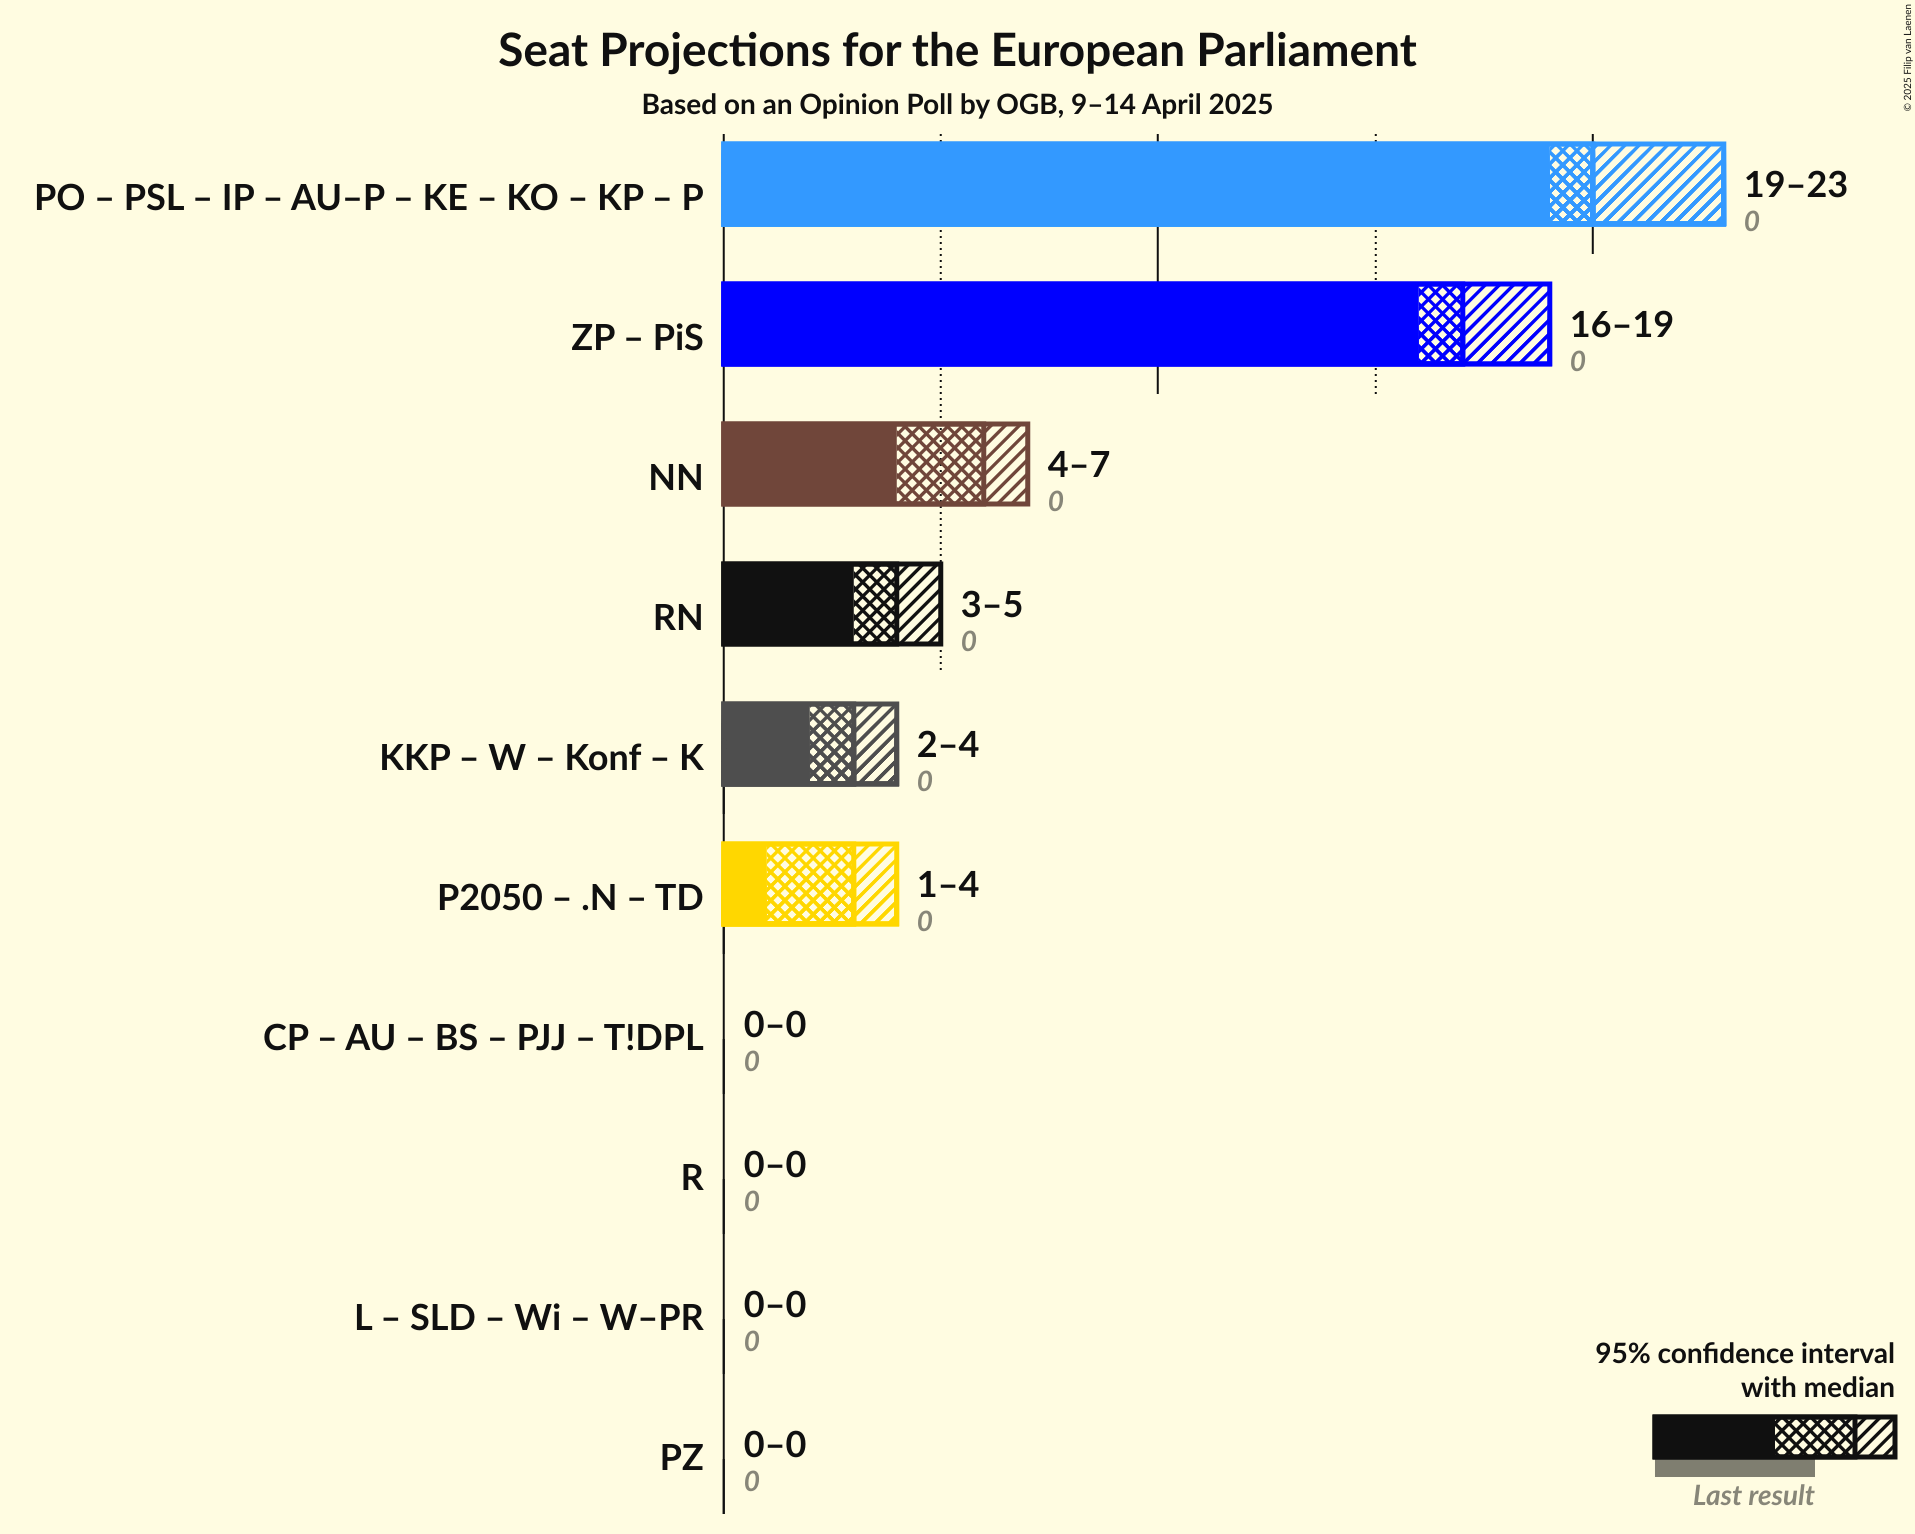 Seat Projections for the European Parliament
Based on an Opinion Poll by OGB, 9–14 April 2025
© 2025 Filip van Laenen
PO – PSL – IP – AU–P – KE – KO – KP – P
19–23
0
ZP – PiS
16–19
0
NN
4–7
0
RN
3–5
0
KKP – W – Konf – K
2–4
0
P2050 – .N – TD
1–4
0
CP – AU – BS – PJJ – T!DPL
0–0
0
R
0–0
0
L – SLD – Wi – W–PR
0–0
0
PZ
0–0
0
95% confidence interval
with median
Last result